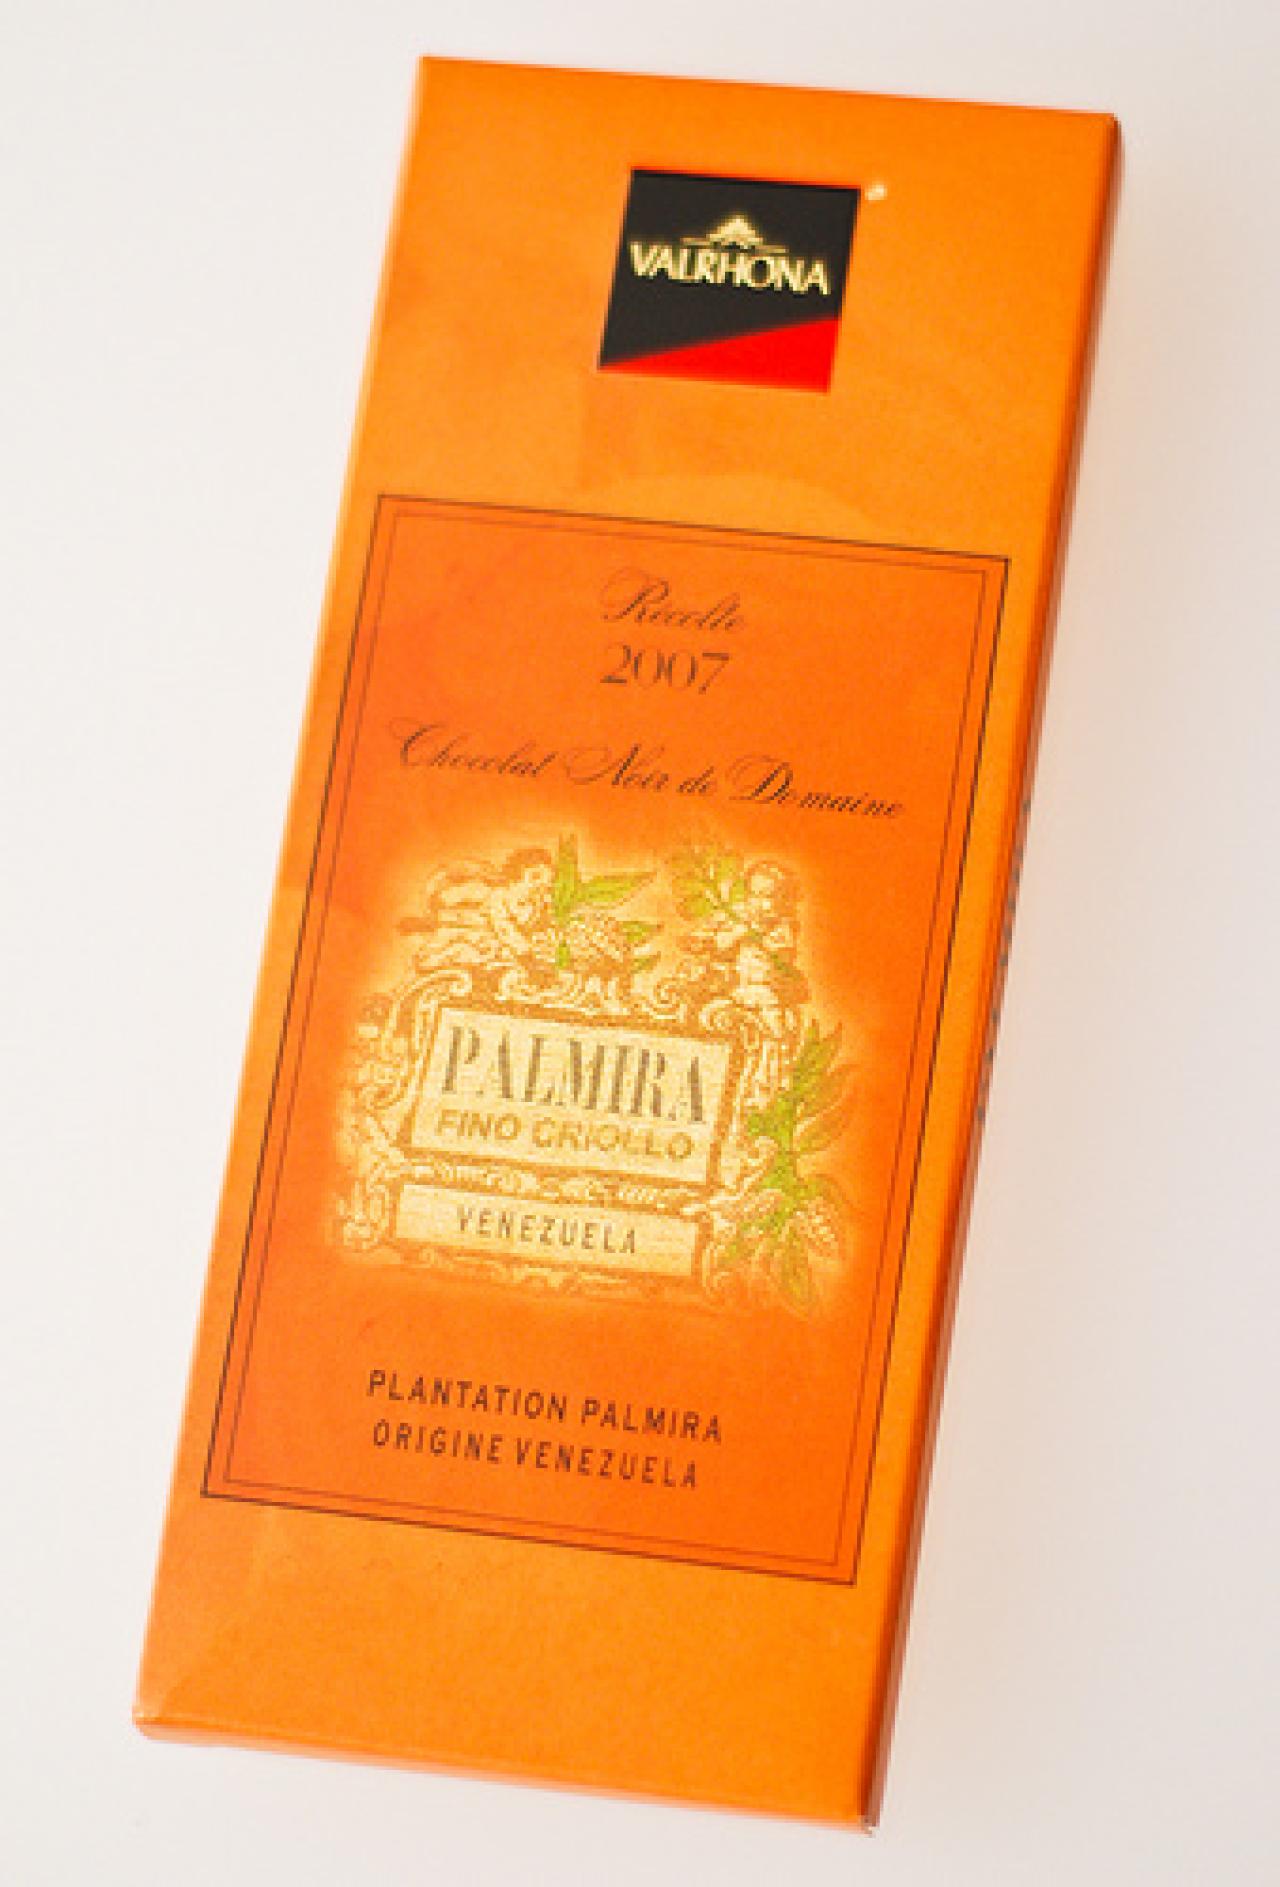 VALRHONA
Récolte
2007
Chocolat Noir de Domaine
PALMIRA
FINO CRIOLLO
VENEZUELA
PLANTATION PALMIRA
ORIGINE VENEZUELA